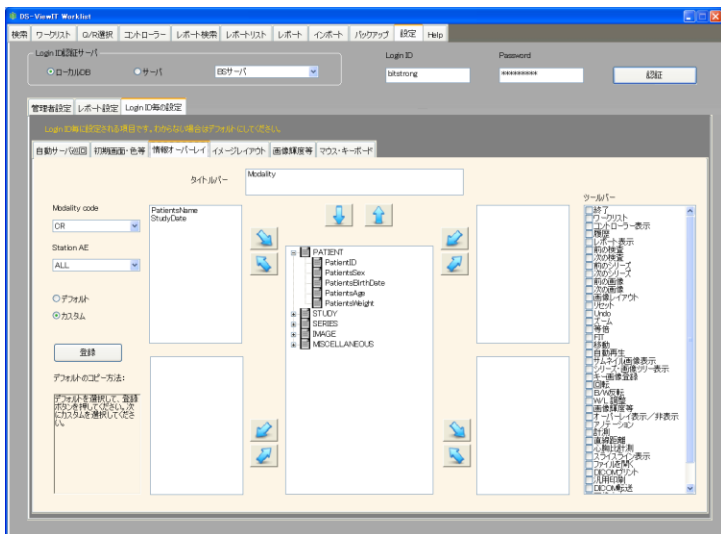 DS-ViewIT Worklist
検索 ワークリスト Q/R選択 コントローラー レポート検索 レポートリスト レポート インポート バックアップ 設定 Help
Login ID認証サーバ
ローカルDB サーバ BSサーバ
Login ID Password
bitstrong ********** 認証
管理者設定 レポート設定 Login ID毎の設定
Login ID毎に設定される項目です。わからない場合はデフォルトにしてください。
自動サーバ巡回 初期画面・色等 情報オーバーレイ イメージレイアウト 画像輝度等 マウス・キーボード
タイトルバー Modality
Modality code
CR
Station AE
ALL
デフォルト
カスタム
登録
デフォルトのコピー方法:
デフォルトを選択して、登録
ボタンを押してください。次
にカスタムを選択してくださ
い。
PatientsName
StudyDate
PATIENT
PatientID
PatientsSex
PatientsBirthDate
PatientsAge
PatientsWeight
STUDY
SERIES
IMAGE
MISCELLANEOUS
ツールバー
終了
ワークリスト
コントローラー表示
履歴
レポート表示
前の検査
次の検査
前のシリーズ
次のシリーズ
前の画像
次の画像
画像レイアウト
リセット
Undo
ズーム
等倍
FIT
移動
自動再生
サムネイル画像表示
シリーズ・画像ツリー表示
キー画像登録
回転
B/W反転
W/L 調整
画像輝度等
オーバーレイ表示／非表示
アノテーション
計測
直線距離
心胸比計測
スライスライン表示
ファイルを開く
DICOMプリント
汎用印刷
DICOM転送